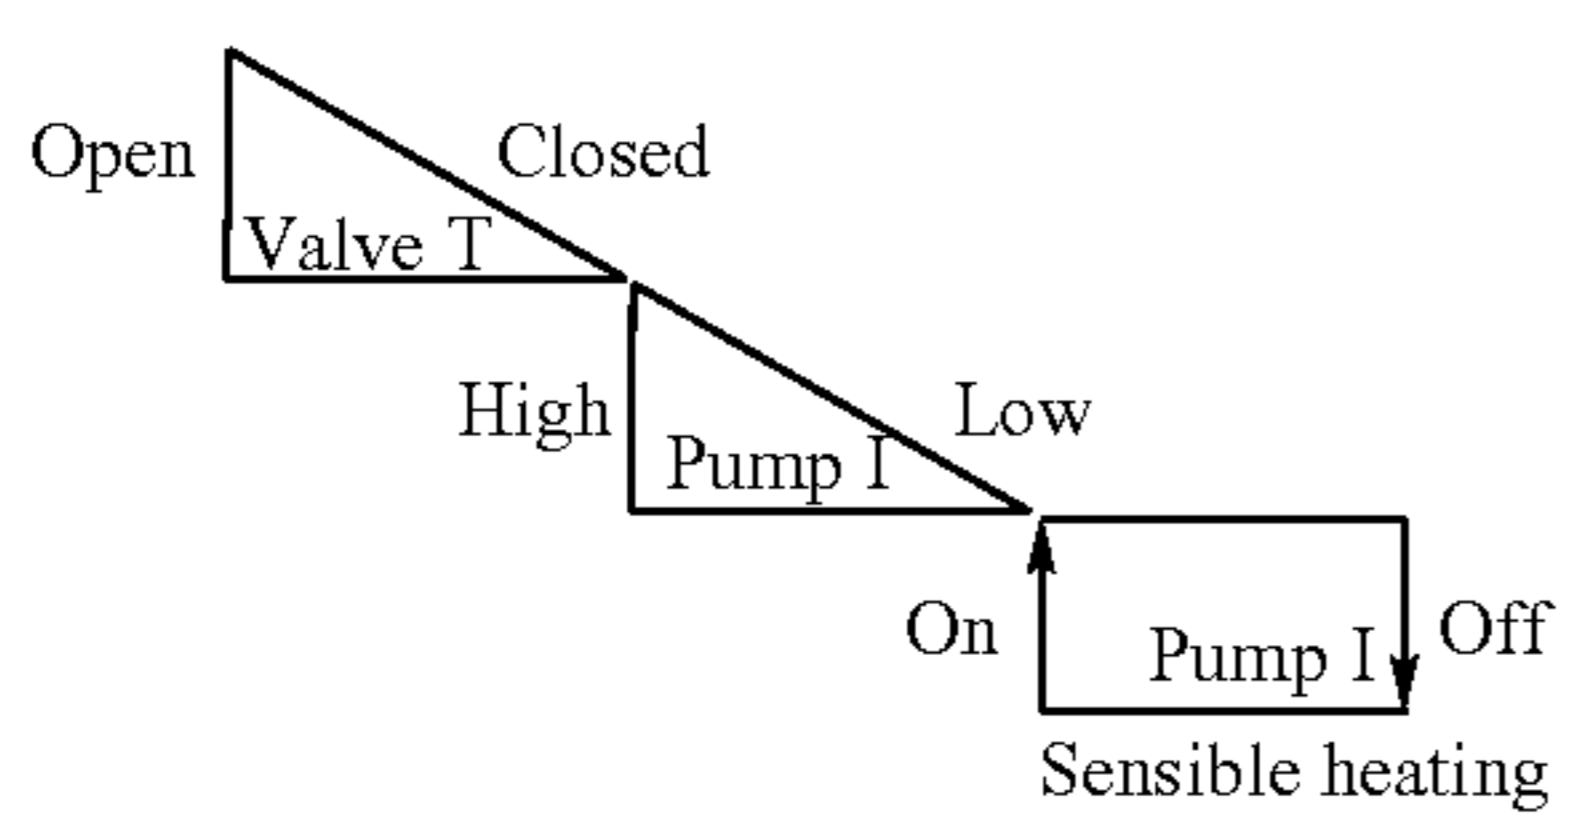 Open
Closed
Valve T
High
Low
Pump I
On
Off
Pump I
Sensible heating